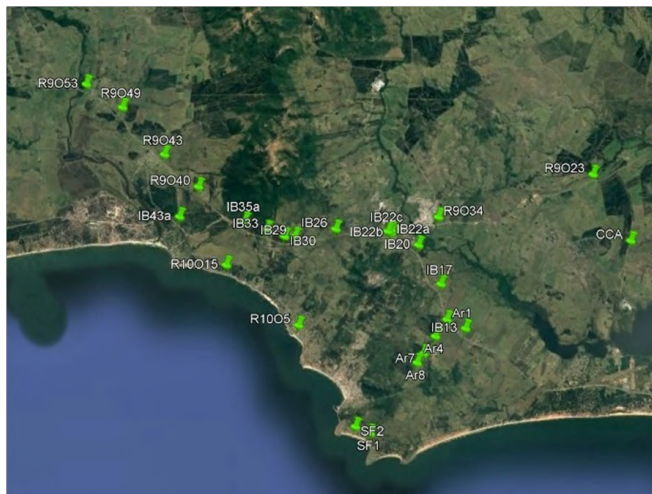 R9O53
R9O49
R9O43
R9O23
R9O40
IB35a
IB43a
IB33
IB26
IB22c
R9O34
IB29
IB22b
IB22a
IB30
IB20
CCA
R10O15
IB17
R10O5
Ar1
IB13
Ar4
Ar7
Ar8
SF2
SF1